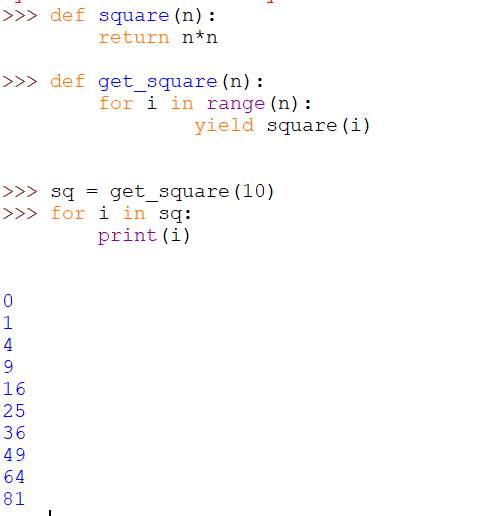 >>> def square(n):
        return n*n
>>> def get_square(n):
        for i in range(n):
                yield square(i)
>>> sq = get_square(10)
>>> for i in sq:
        print(i)
0
1
4
9
16
25
36
49
64
81